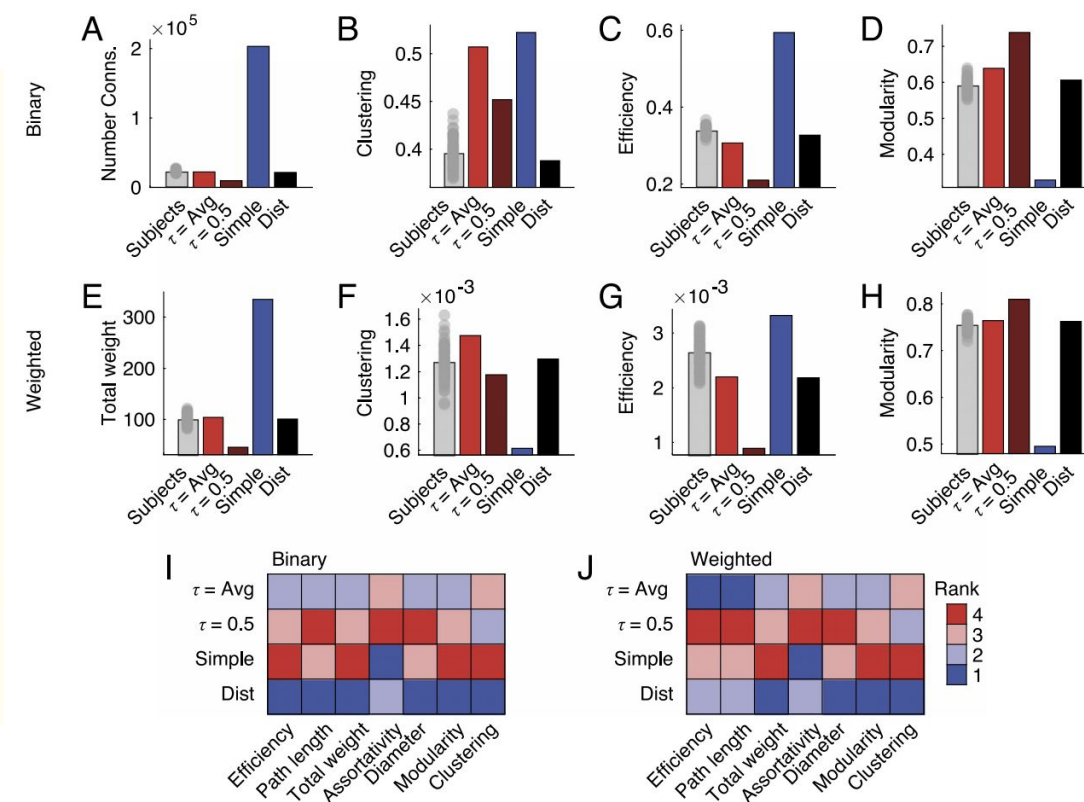 A
×10⁵
Binary
Number Conns.
2
1
0
Subjects
τ = Avg
τ = 0.5
Simple
Dist
B
Clustering
0.5
0.45
0.4
Subjects
τ = Avg
τ = 0.5
Simple
Dist
C
Efficiency
0.6
0.4
0.2
Subjects
τ = Avg
τ = 0.5
Simple
Dist
D
Modularity
0.7
0.6
0.5
0.4
Subjects
τ = Avg
τ = 0.5
Simple
Dist
Weighted
E
Total weight
300
200
100
Subjects
τ = Avg
τ = 0.5
Simple
Dist
F
×10⁻³
Clustering
1.6
1.4
1.2
1
0.8
0.6
Subjects
τ = Avg
τ = 0.5
Simple
Dist
G
×10⁻³
Efficiency
3
2
1
Subjects
τ = Avg
τ = 0.5
Simple
Dist
H
Modularity
0.8
0.7
0.6
0.5
Subjects
τ = Avg
τ = 0.5
Simple
Dist
I
Binary
τ = Avg
τ = 0.5
Simple
Dist
Efficiency
Path length
Total weight
Assortativity
Diameter
Modularity
Clustering
J
Weighted
τ = Avg
τ = 0.5
Simple
Dist
Efficiency
Path length
Total weight
Assortativity
Diameter
Modularity
Clustering
Rank
4
3
2
1